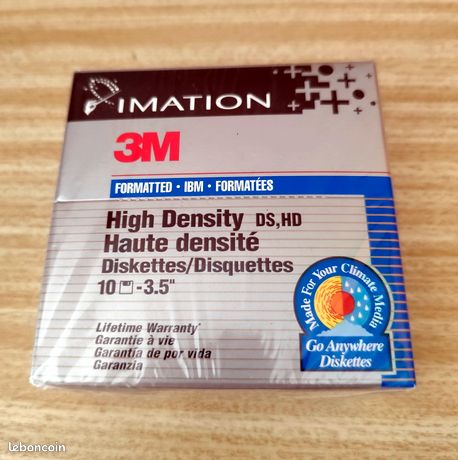 IMATION
3M
FORMATTED • IBM • FORMATÉES
High Density DS,HD
Haute densité
Diskettes/Disquettes
10 -3.5"
Lifetime Warranty*
Garantie à vie
Garantía de por vida
Garanzia
Made For Your Climate Media
Go Anywhere
Diskettes
leboncoin